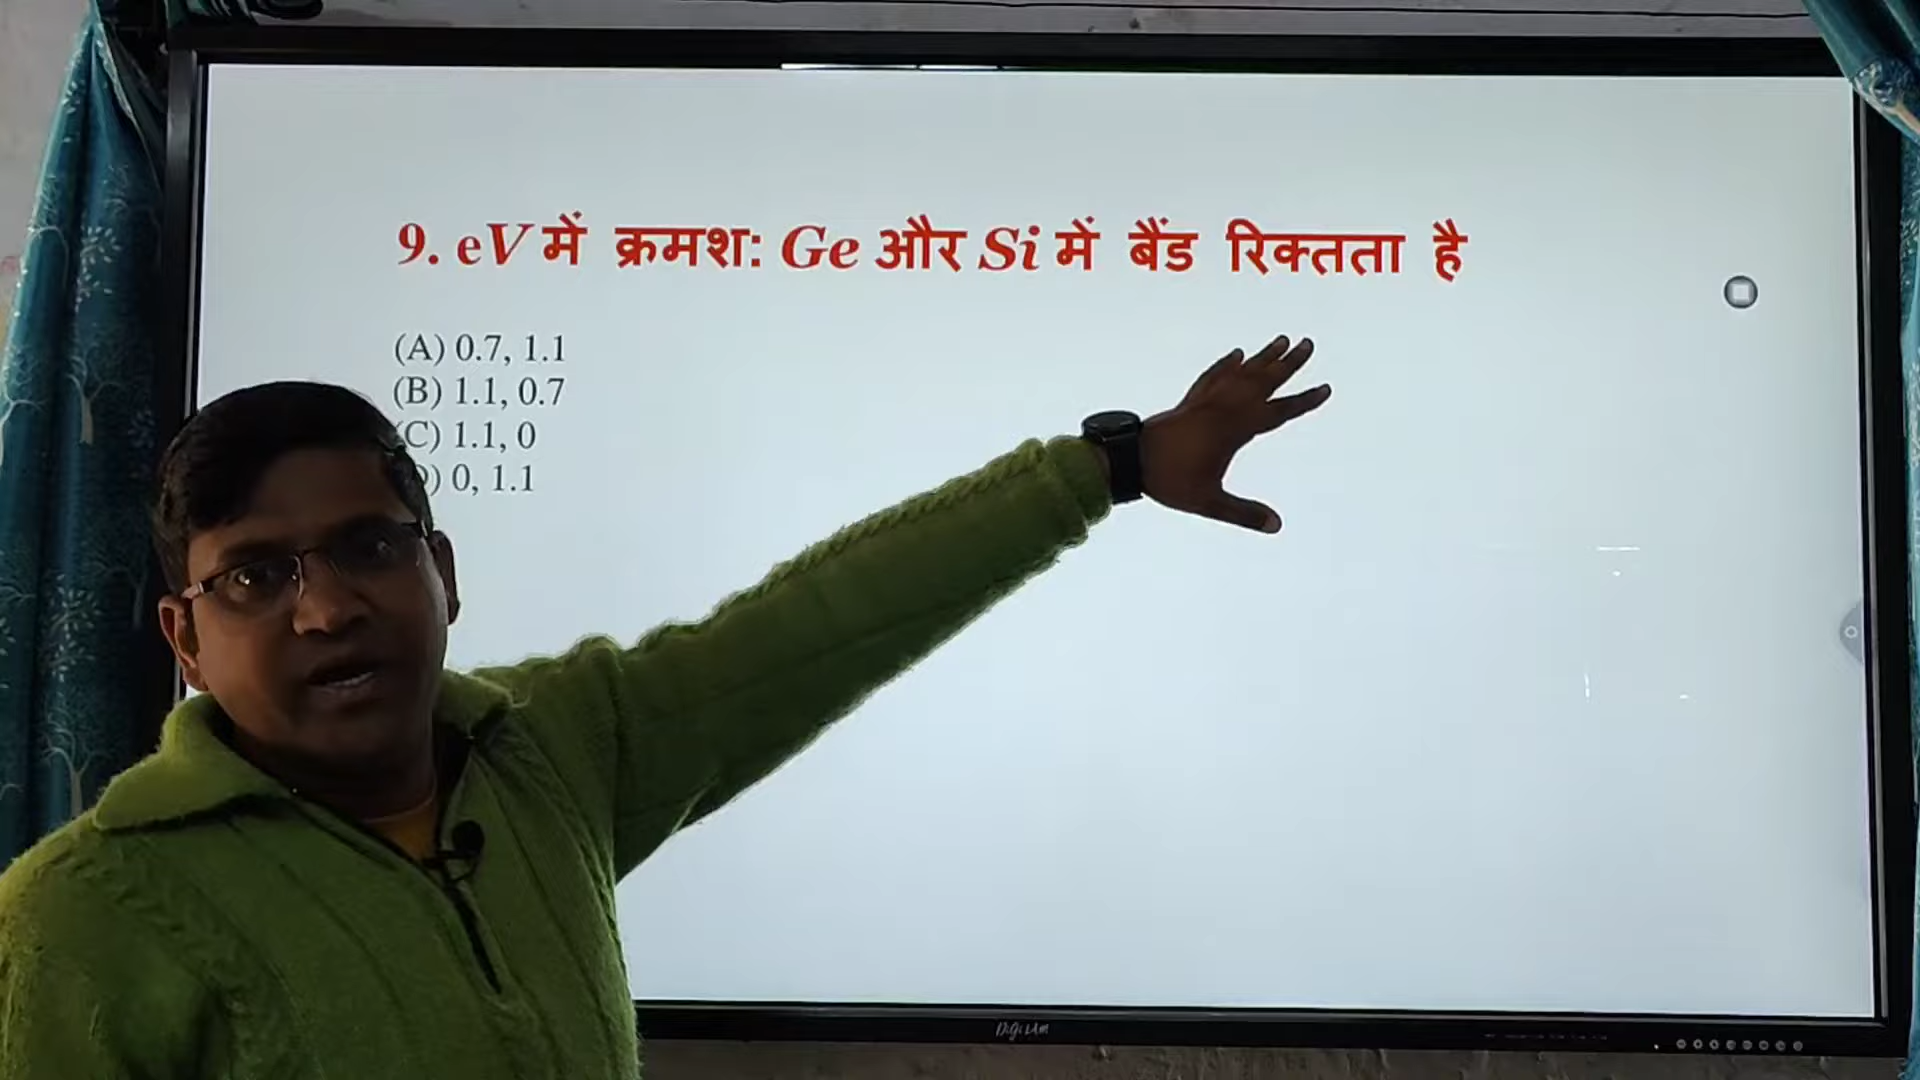 9. eV में क्रमश: Ge और Si में बैंड रिक्तता है
(A) 0.7, 1.1
(B) 1.1, 0.7
C) 1.1, 0
) 0, 1.1